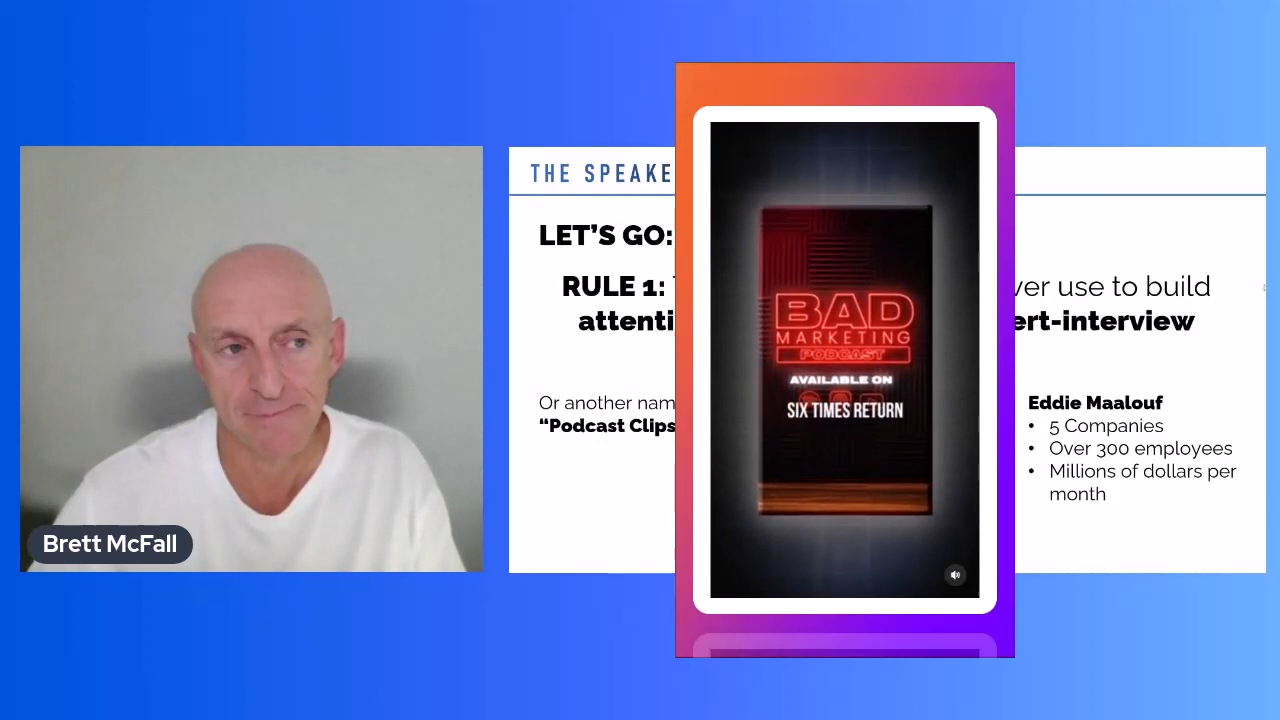 Brett McFall
THE SPEAKE
LET'S GO:
RULE 1:
attenti
Or another nam
“Podcast Clips
BAD
MARKETING
PODCAST
AVAILABLE ON
SIX TIMES RETURN
ver use to build
ert-interview
Eddie Maalouf
• 5 Companies
• Over 300 employees
• Millions of dollars per
month